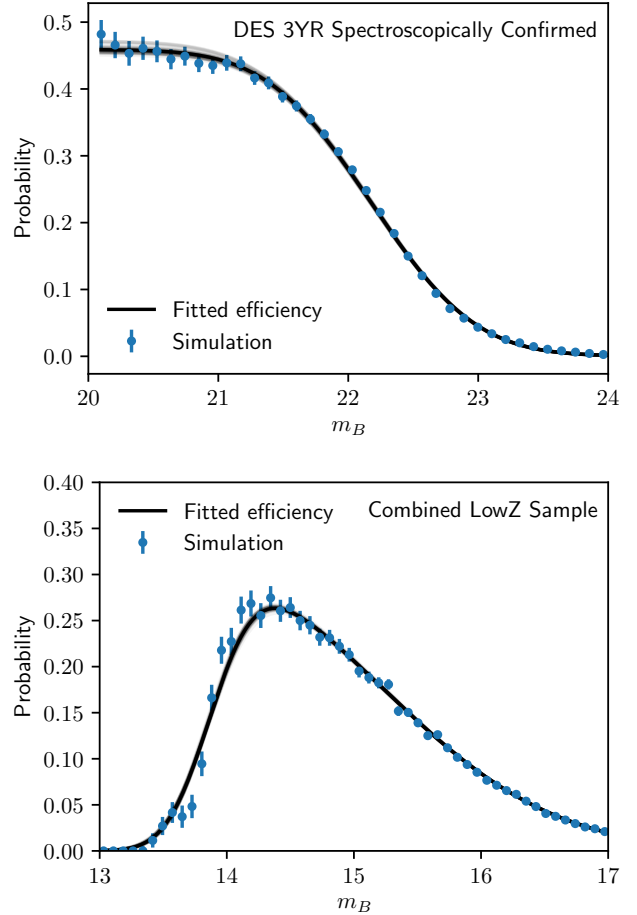 DES 3YR Spectroscopically Confirmed
0.5
0.4
0.3
0.2
0.1
0.0
Probability
Fitted efficiency
Simulation
20 21 22 23 24
m_B
0.40
0.35
0.30
0.25
0.20
0.15
0.10
0.05
0.00
Probability
Fitted efficiency
Simulation
Combined LowZ Sample
13 14 15 16 17
m_B